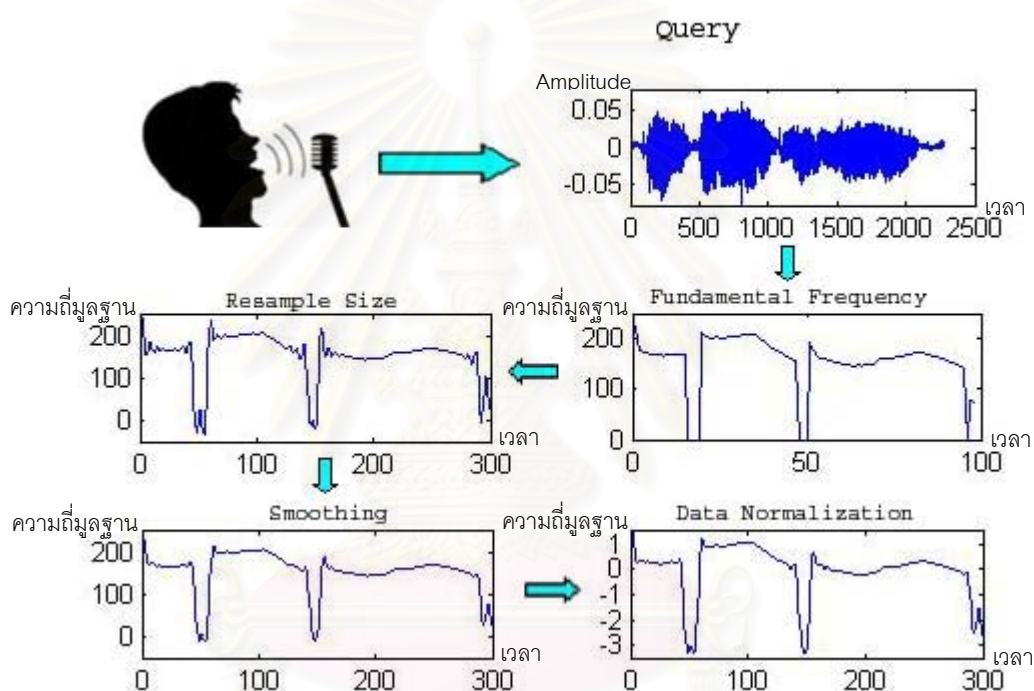 Query
Amplitude
0.05
0
-0.05
0 500 1000 1500 2000 2500
เวลา
ความถี่มูลฐาน
Resample Size
200
100
0
0 100 200 300
เวลา
ความถี่มูลฐาน
Fundamental Frequency
200
100
0
0 50 100
เวลา
ความถี่มูลฐาน
Smoothing
200
100
0
0 100 200 300
เวลา
ความถี่มูลฐาน
Data Normalization
1
0
-1
-2
-3
0 100 200 300
เวลา